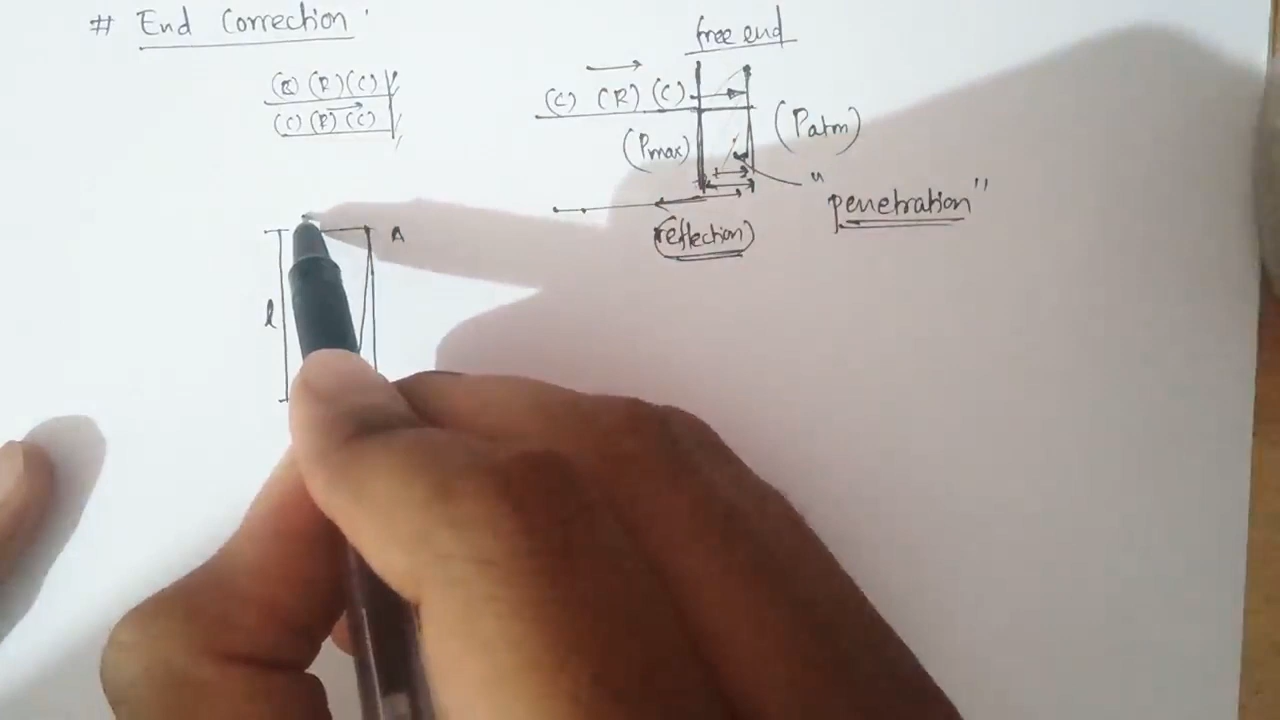 # End Correction
(C) (R) (C)
(C) (R) (C)
free end
(C) (R) (C)
(Pmax)
(Patm)
"penetration"
(reflection)
A
l